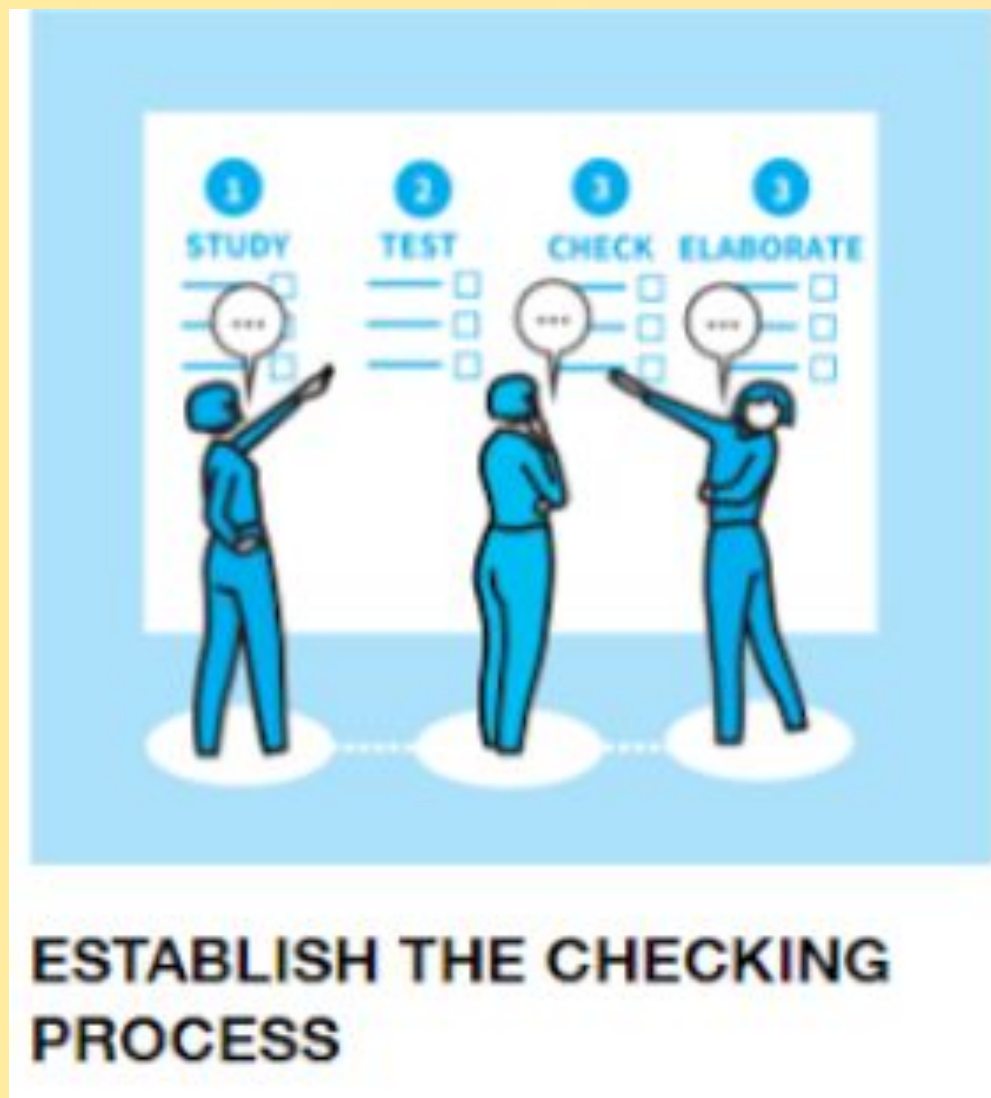 1 2 3 3
STUDY TEST CHECK ELABORATE
... ... ...
ESTABLISH THE CHECKING
PROCESS